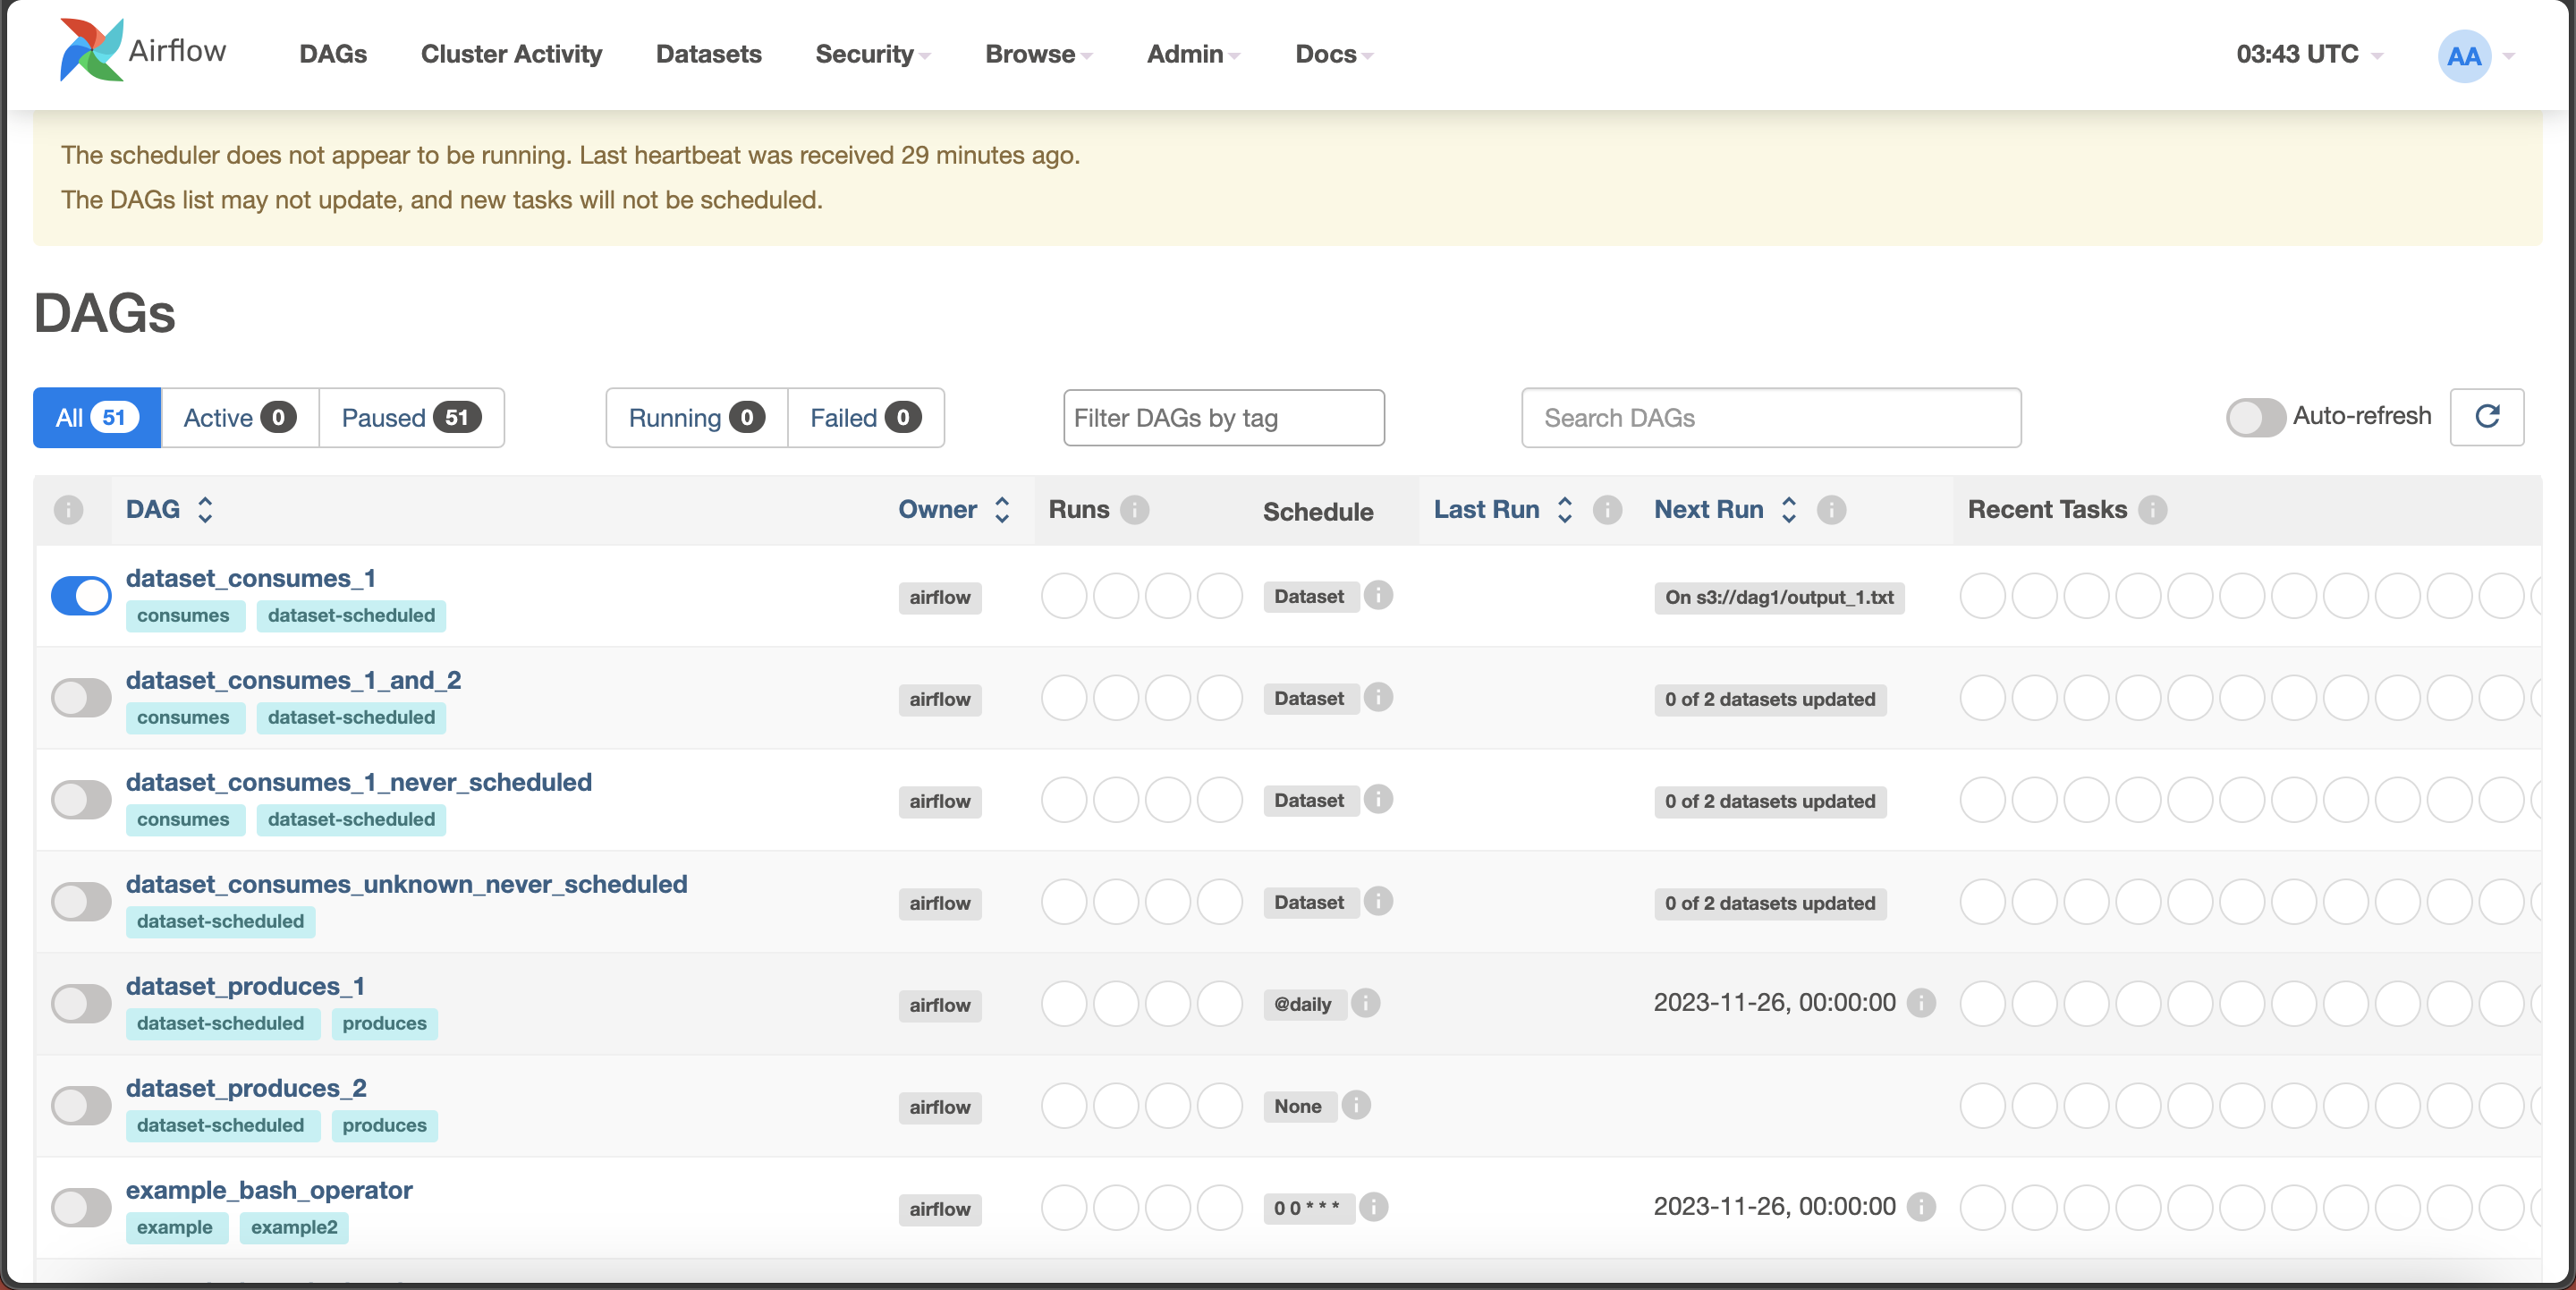 Airflow DAGs Cluster Activity Datasets Security Browse Admin Docs 03:43 UTC AA
The scheduler does not appear to be running. Last heartbeat was received 29 minutes ago.
The DAGs list may not update, and new tasks will not be scheduled.
DAGs
All 51 Active 0 Paused 51 Running 0 Failed 0 Filter DAGs by tag Search DAGs Auto-refresh
DAG Owner Runs Schedule Last Run Next Run Recent Tasks
dataset_consumes_1
consumes dataset-scheduled airflow Dataset On s3://dag1/output_1.txt
dataset_consumes_1_and_2
consumes dataset-scheduled airflow Dataset 0 of 2 datasets updated
dataset_consumes_1_never_scheduled
consumes dataset-scheduled airflow Dataset 0 of 2 datasets updated
dataset_consumes_unknown_never_scheduled
dataset-scheduled airflow Dataset 0 of 2 datasets updated
dataset_produces_1
dataset-scheduled produces airflow @daily 2023-11-26, 00:00:00
dataset_produces_2
dataset-scheduled produces airflow None
example_bash_operator
example example2 airflow 0 0 * * * 2023-11-26, 00:00:00